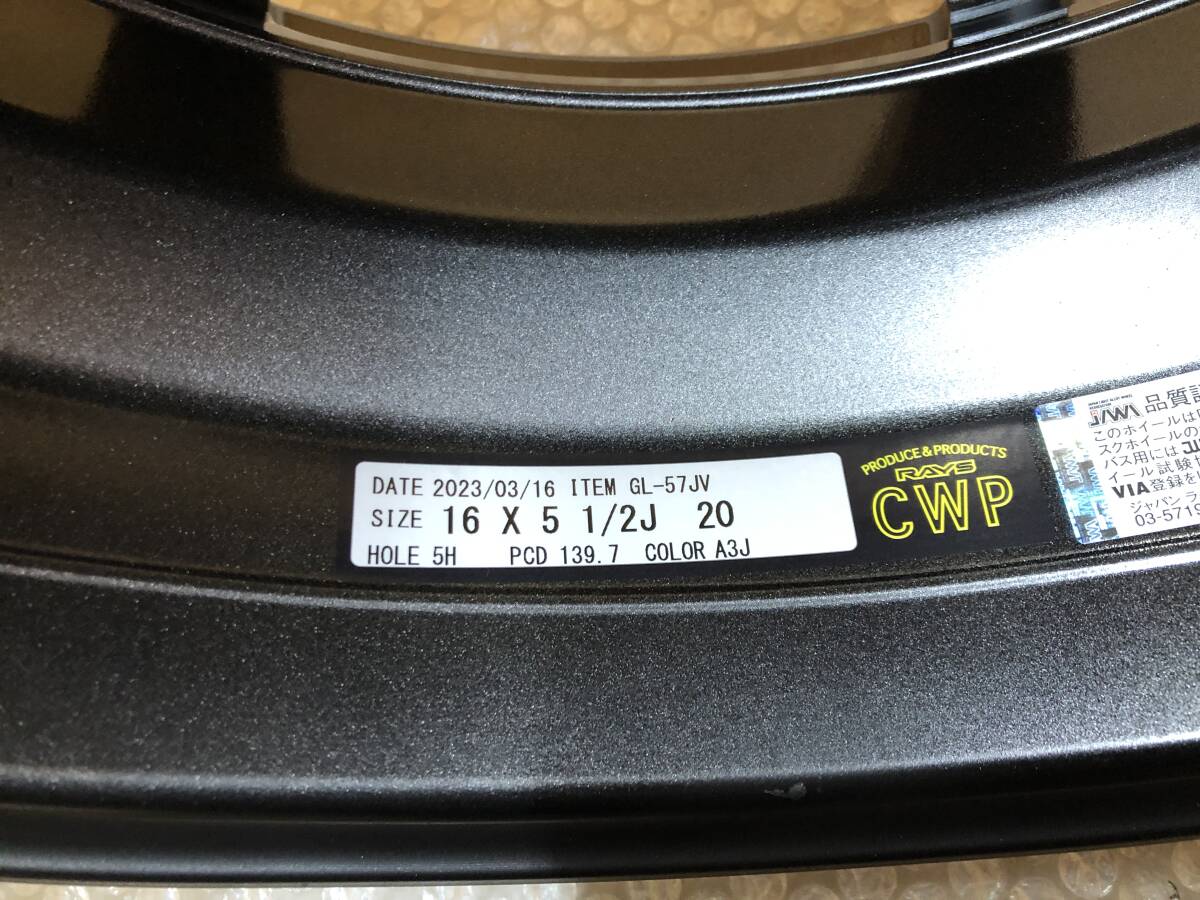 DATE 2023/03/16 ITEM GL-57JV
SIZE 16 X 5 1/2J 20
HOLE 5H PCD 139.7 COLOR A3J
PRODUCE & PRODUCTS
RAYS
CWP
JAWA 品質
このホイールは
スクホイールの
バス用には
イール試験
VIA登録を
ジャパンラ
03-571